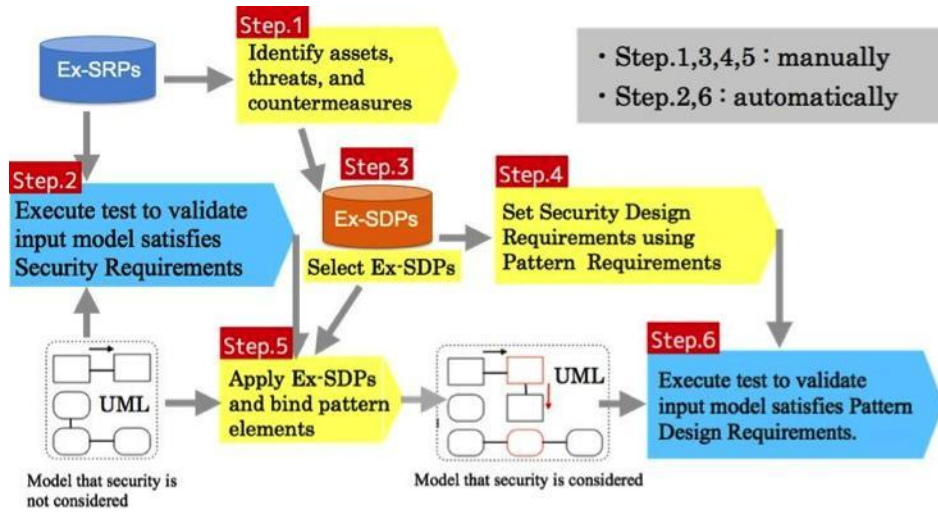 Step.1
Ex-SRPs
Identify assets,
threats, and
countermeasures
・Step.1,3,4,5 : manually
・Step.2,6 : automatically
Step.2
Execute test to validate
input model satisfies
Security Requirements
Step.3
Ex-SDPs
Select Ex-SDPs
Step.4
Set Security Design
Requirements using
Pattern Requirements
UML
Model that security is
not considered
Step.5
Apply Ex-SDPs
and bind pattern
elements
UML
Model that security is considered
Step.6
Execute test to validate
input model satisfies Pattern
Design Requirements.